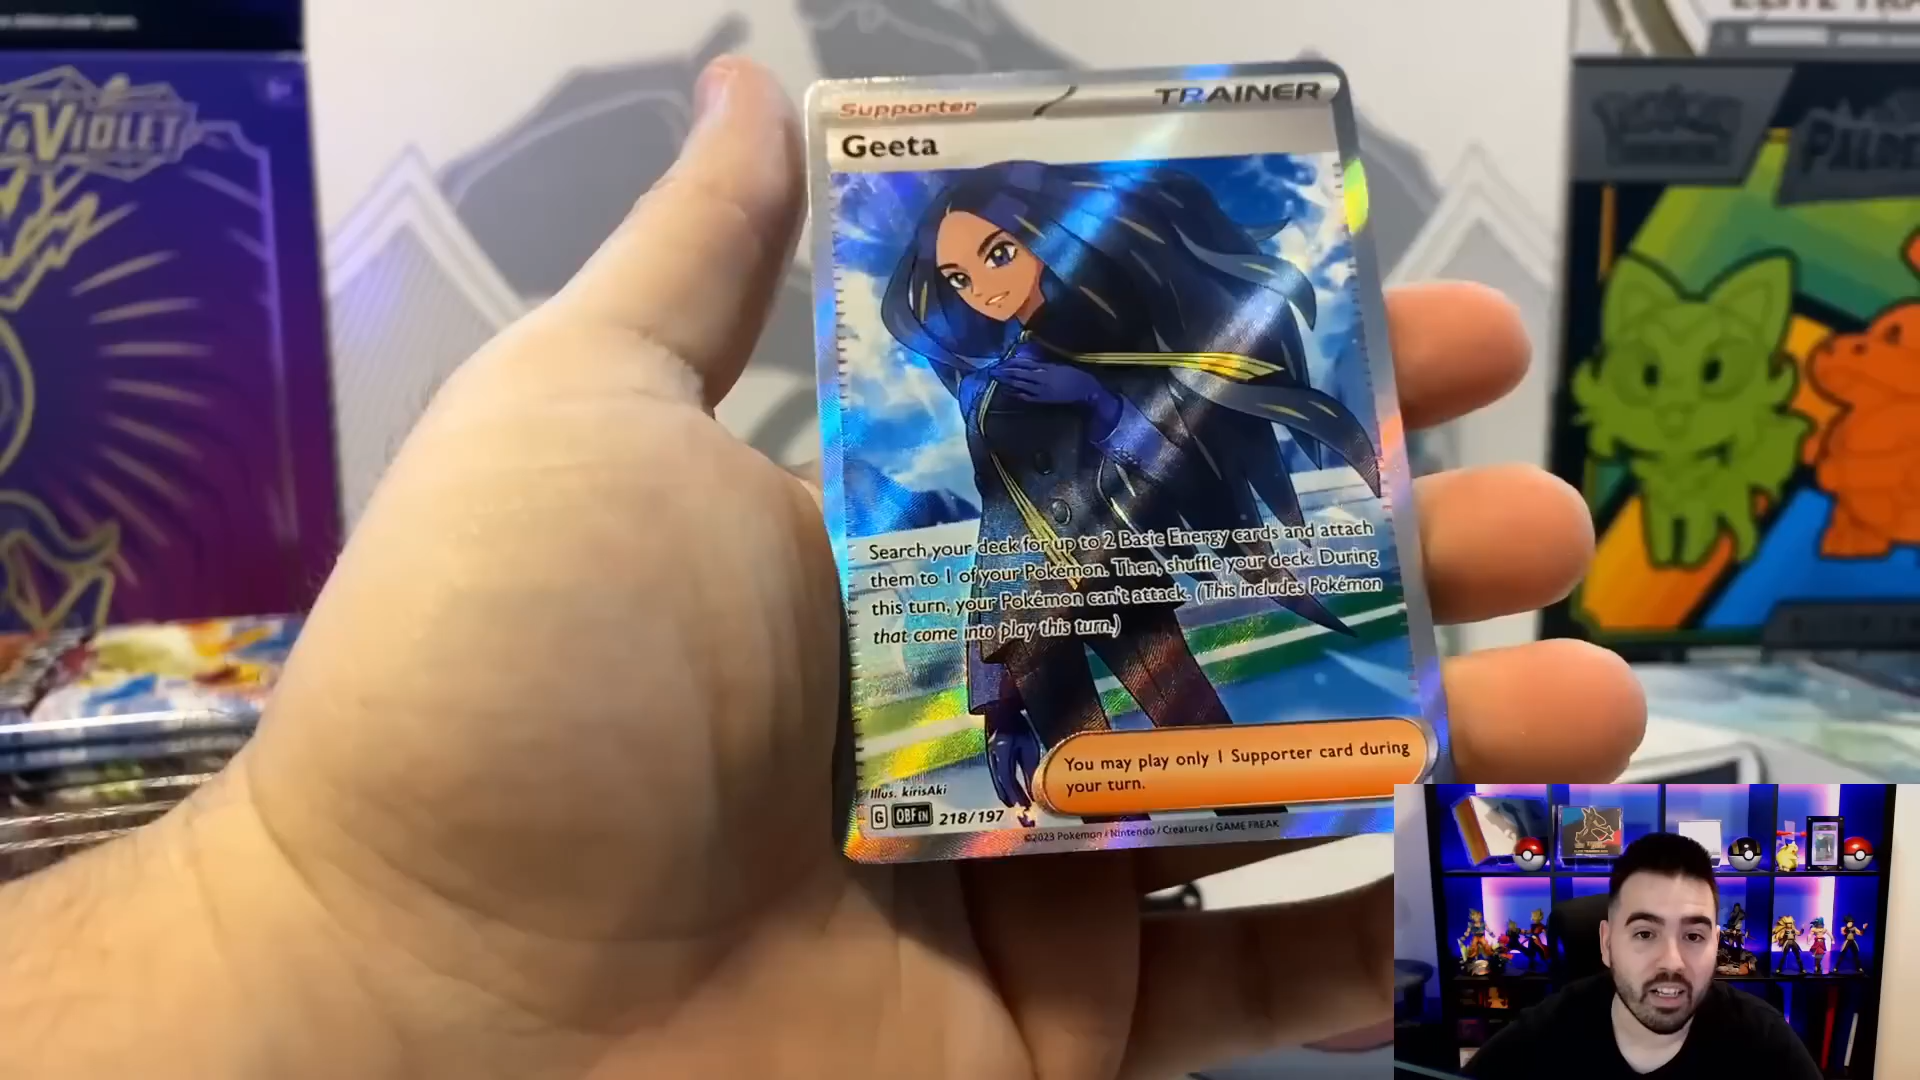 VIOLET
Supporter
TRAINER
Geeta
Search your deck for up to 2 Basic Energy cards and attach
them to 1 of your Pokémon. Then, shuffle your deck. During
this turn, your Pokémon can't attack. (This includes Pokémon
that come into play this turn.)
You may play only 1 Supporter card during
your turn.
Illus. kirisAki
G OBF EN 218/197
©2023 Pokémon / Nintendo / Creatures / GAME FREAK